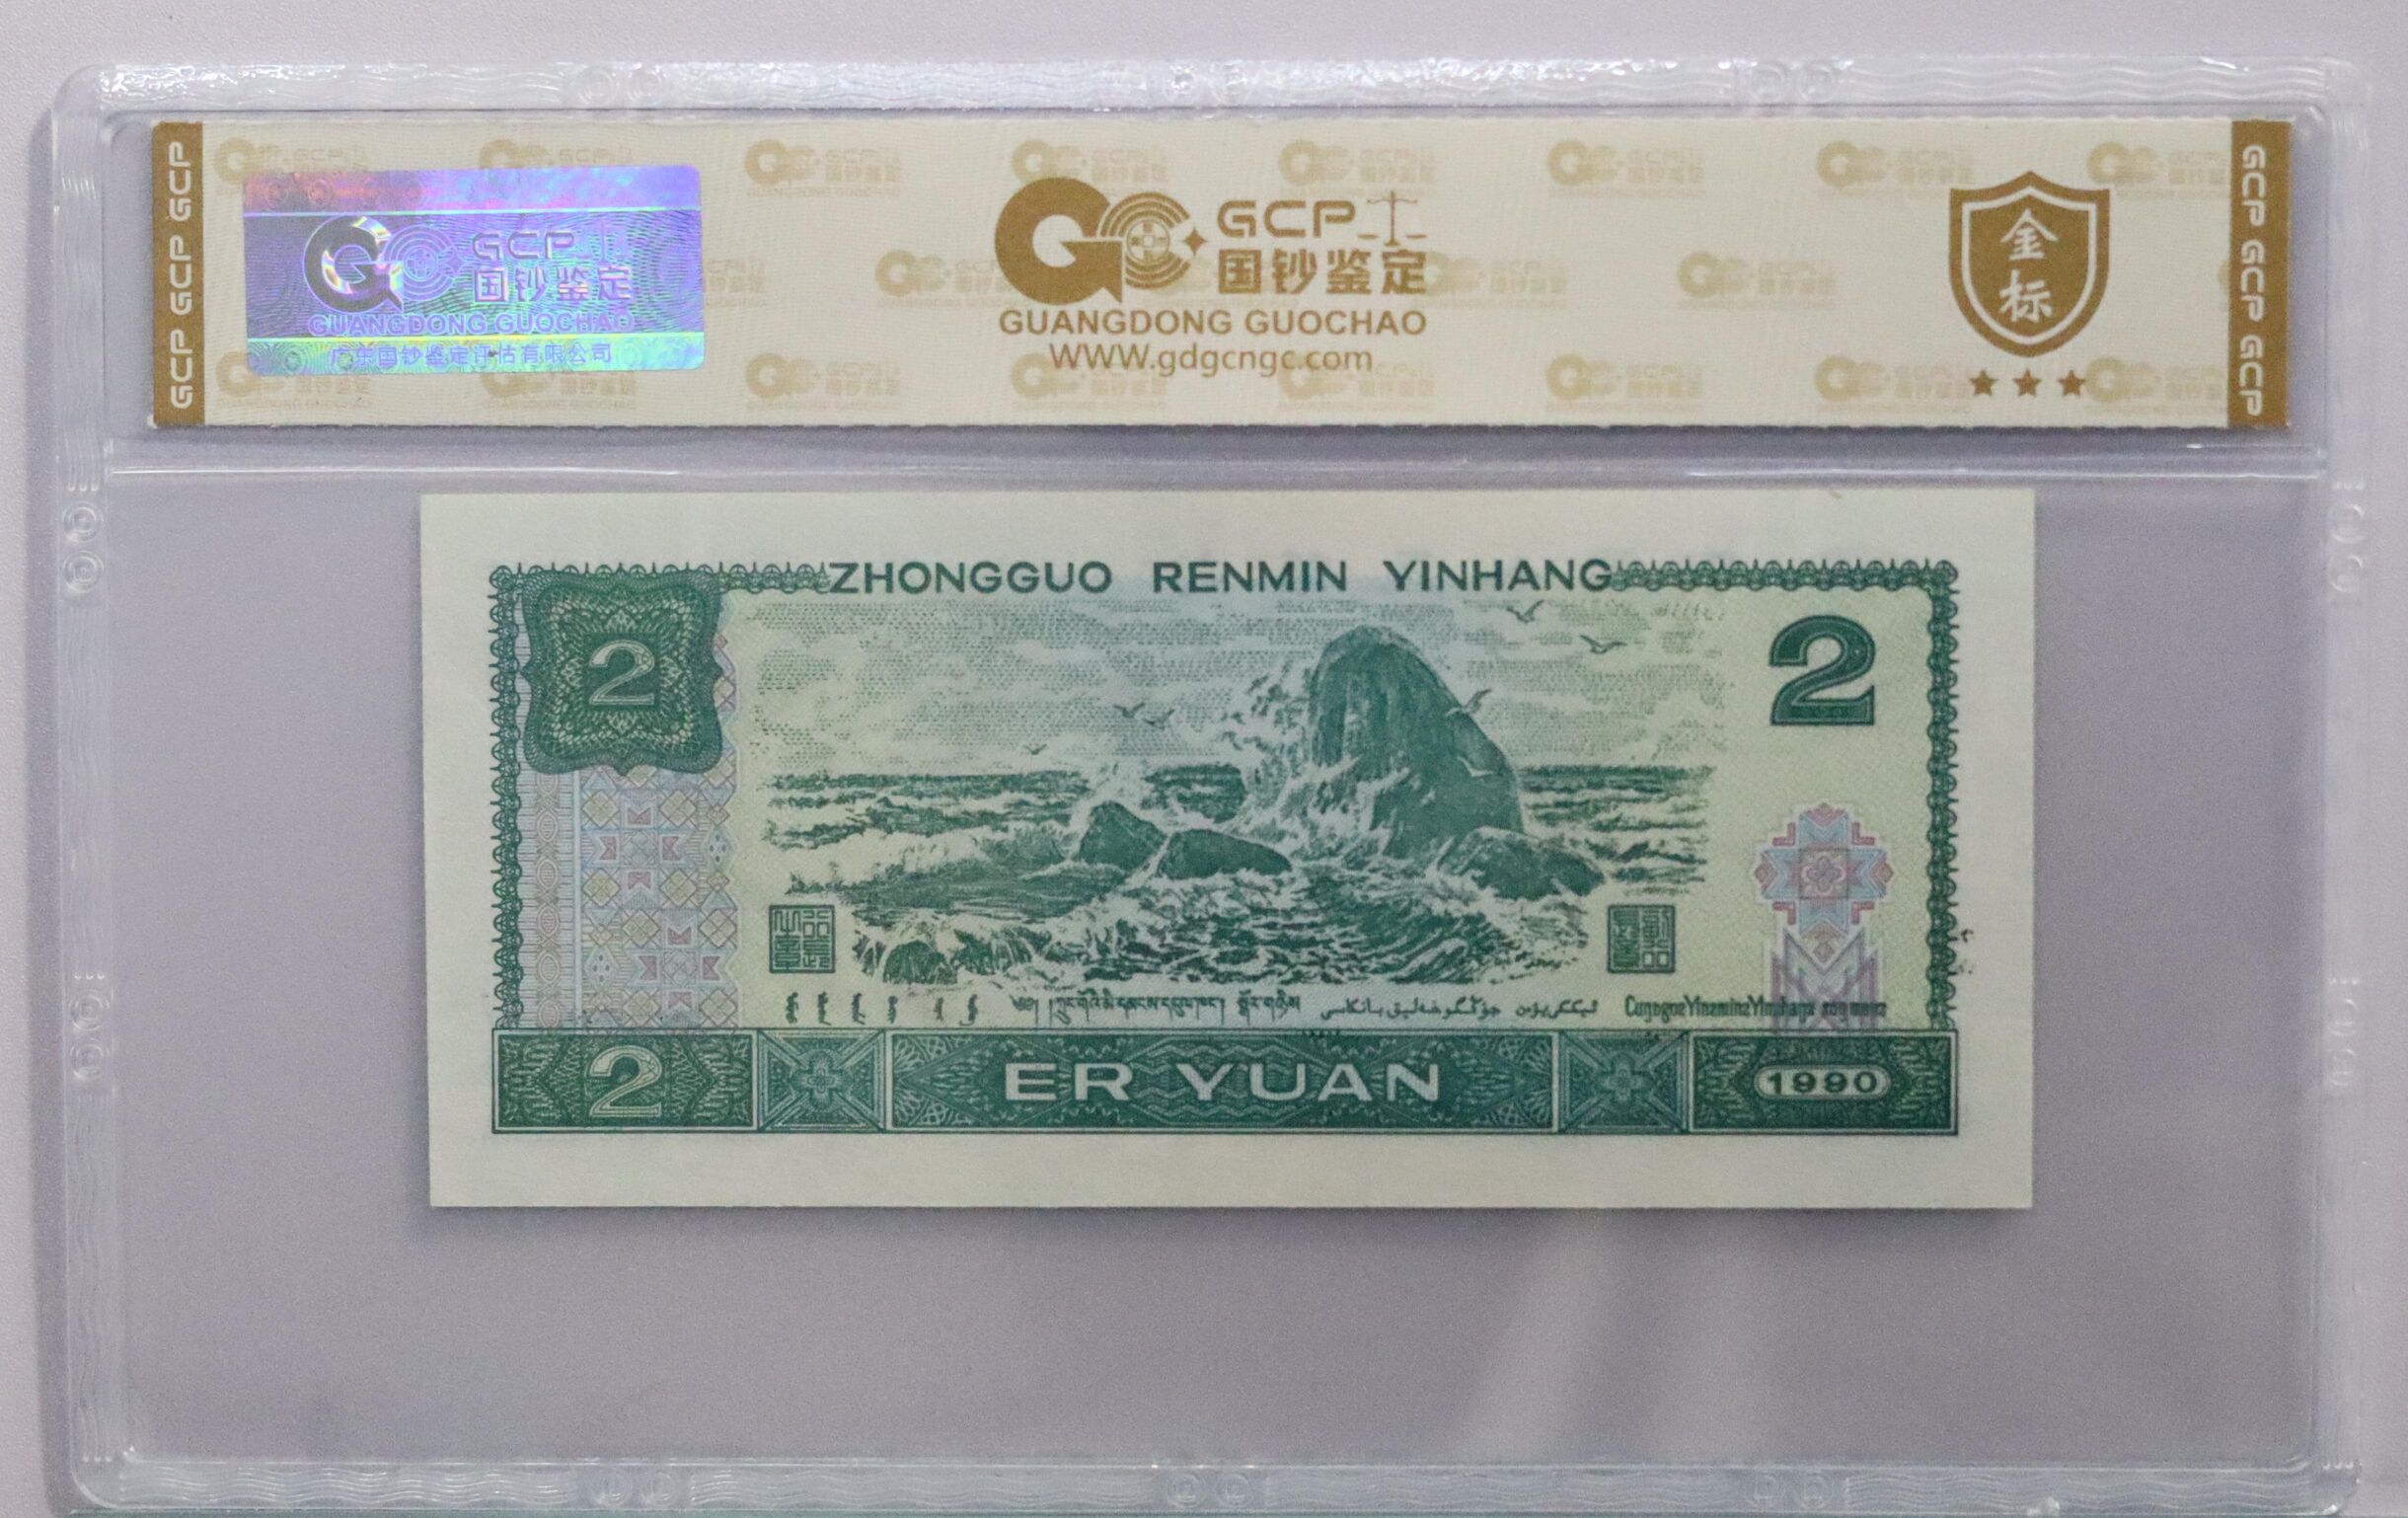 GCP GCP GCP
GCP
国钞鉴定
GUANGDONG GUOCHAO
广东国钞鉴定评估有限公司
GCP
国钞鉴定
GUANGDONG GUOCHAO
WWW.gdgcngc.com
金
标
GCP GCP GCP
ZHONGGUO RENMIN YINHANG
2
2
2
ER YUAN
1990